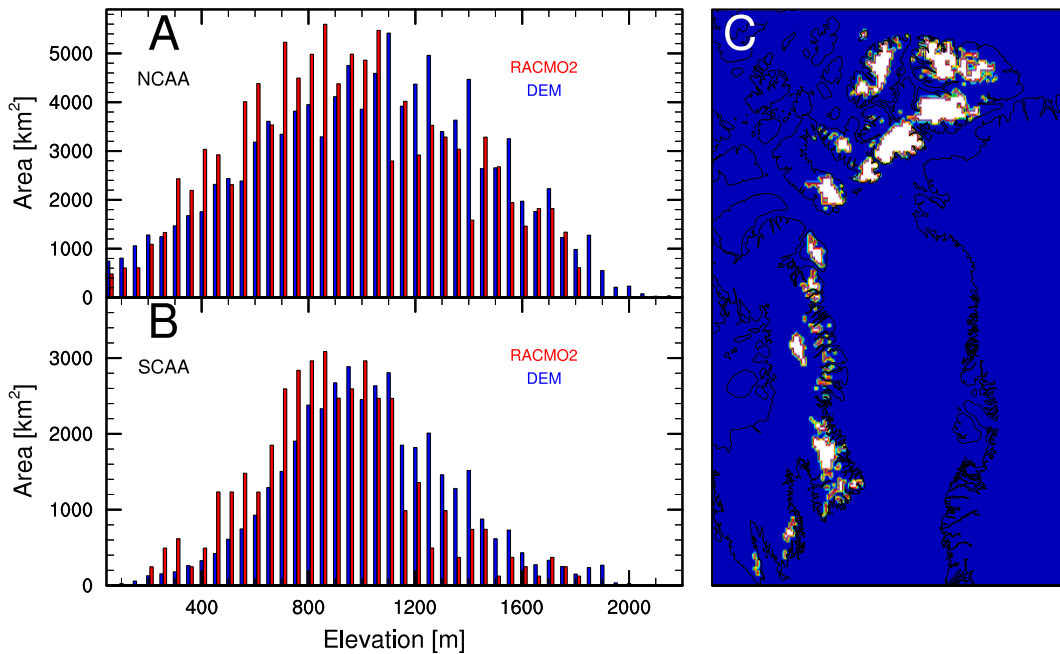 A
NCAA
RACMO2
DEM
Area [km²]
5000
4000
3000
2000
1000
0
B
SCAA
RACMO2
DEM
Area [km²]
3000
2000
1000
0
400 800 1200 1600 2000
Elevation [m]
C